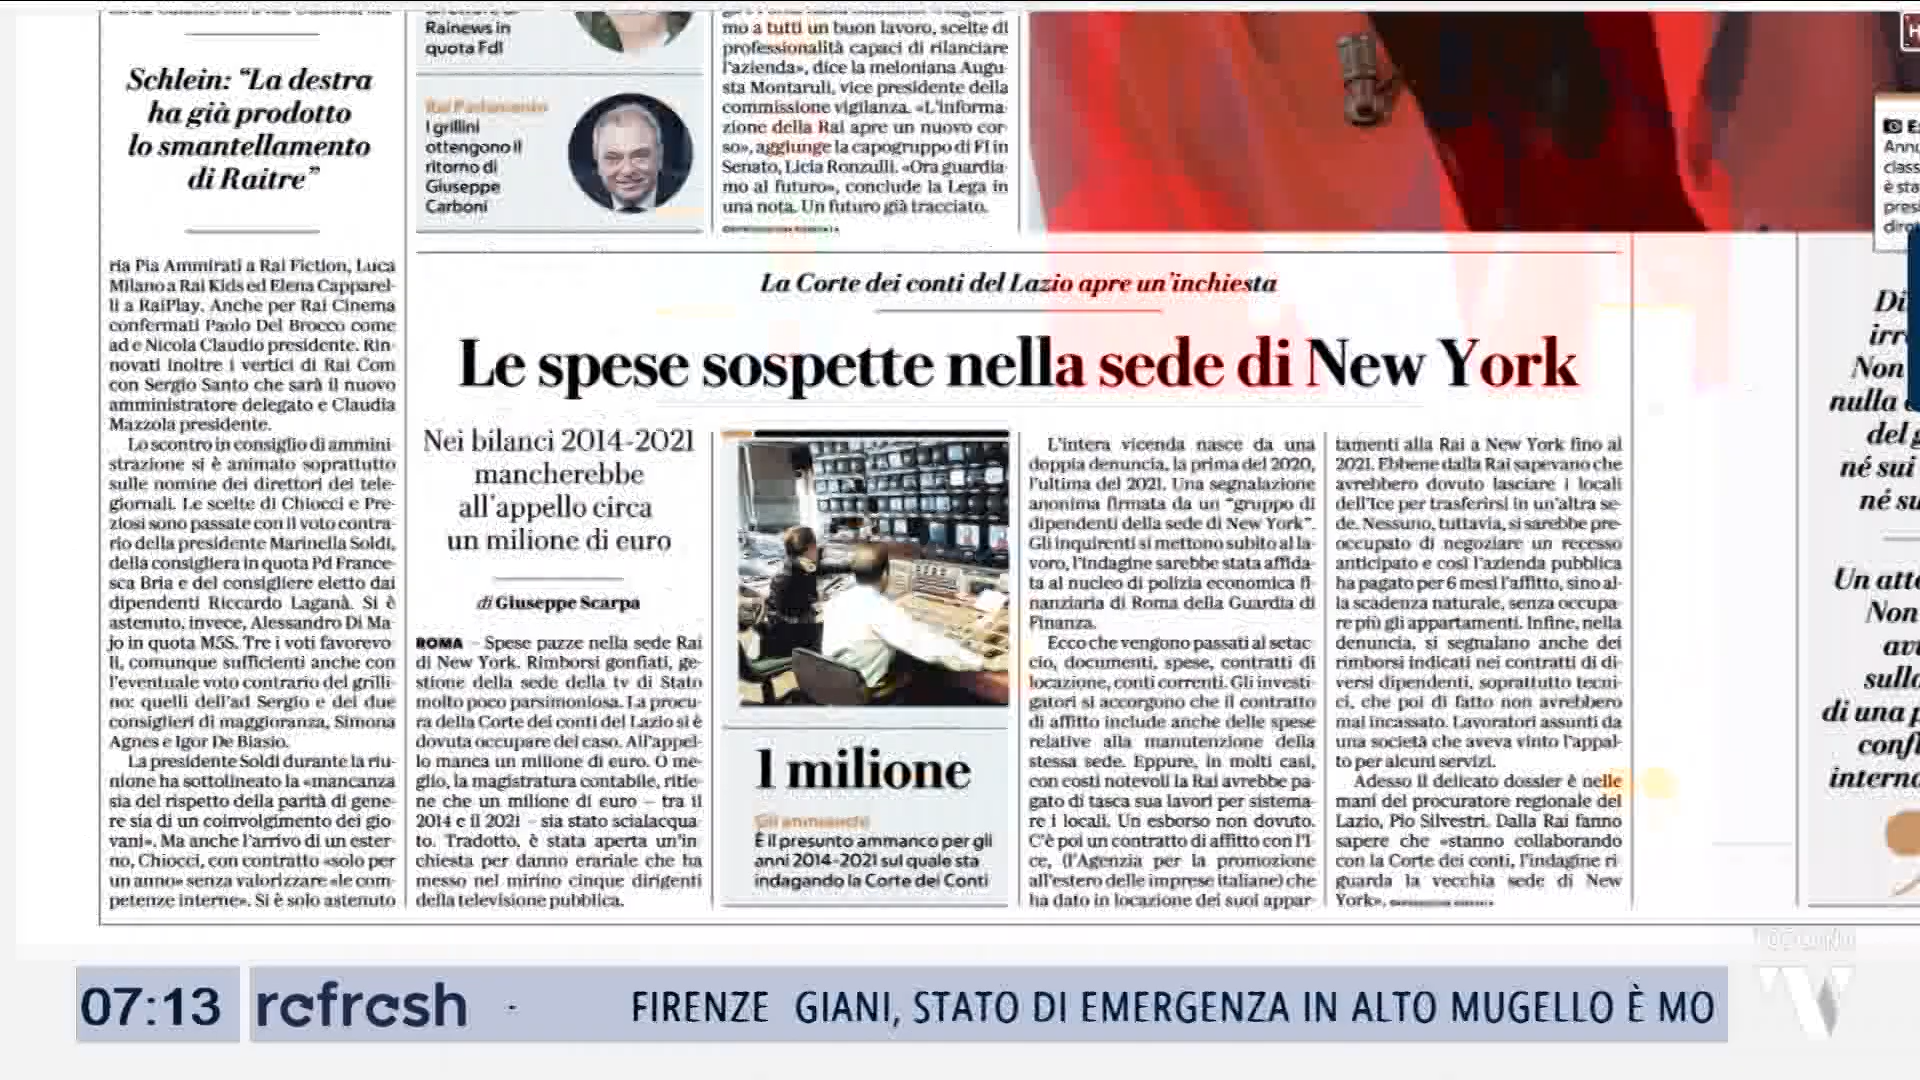 Schlein: “La destra
ha già prodotto
lo smantellamento
di Raitre”
ria Pia Ammirati a Rai Fiction, Luca
Milano a Rai Kids ed Elena Capparel-
li a RaiPlay. Anche per Rai Cinema
confermati Paolo Del Brocco come
ad e Nicola Claudio presidente. Rin-
novati inoltre i vertici di Rai Com
con Sergio Santo che sarà il nuovo
amministratore delegato e Claudia
Mazzola presidente.
Lo scontro in consiglio di ammini-
strazione si è animato soprattutto
sulle nomine dei direttori dei tele-
giornali. Le scelte di Chiocci e Pre-
ziosi sono passate con il voto contra-
rio della presidente Marinella Soldi,
della consigliera in quota Pd France-
sca Bria e del consigliere eletto dai
dipendenti Riccardo Laganà. Si è
astenuto, invece, Alessandro Di Ma-
jo in quota M5S. Tre i voti favorevo-
li, comunque sufficienti anche con
l'eventuale voto contrario del grilli-
no: quelli dell'ad Sergio e dei due
consiglieri di maggioranza, Simona
Agnes e Igor De Biasio.
La presidente Soldi durante la riu-
nione ha sottolineato la «mancanza
sia del rispetto della parità di gene-
re sia di un coinvolgimento dei gio-
vani». Ma anche l'arrivo di un ester-
no, Chiocci, con contratto «solo per
un anno» senza valorizzare «le com-
petenze interne». Si è solo astenuto
Rainews in
quota FdI
Rai Parlamento
I grillini
ottengono il
ritorno di
Giuseppe
Carboni
mo a tutti un buon lavoro, scelte di
professionalità capaci di rilanciare
l'azienda», dice la meloniana Augu-
sta Montaruli, vice presidente della
commissione vigilanza. «L'informa-
zione della Rai apre un nuovo cor-
so», aggiunge la capogruppo di FI in
Senato, Licia Ronzulli. «Ora guardia-
mo al futuro», conclude la Lega in
una nota. Un futuro già tracciato.
La Corte dei conti del Lazio apre un'inchiesta
Le spese sospette nella sede di New York
Nei bilanci 2014-2021
mancherebbe
all'appello circa
un milione di euro
di Giuseppe Scarpa
ROMA – Spese pazze nella sede Rai
di New York. Rimborsi gonfiati, ge-
stione della sede della tv di Stato
molto poco parsimoniosa. La procu-
ra della Corte dei conti del Lazio si è
dovuta occupare del caso. All'appel-
lo manca un milione di euro. O me-
glio, la magistratura contabile, ritie-
ne che un milione di euro – tra il
2014 e il 2021 – sia stato scialacqua-
to. Tradotto, è stata aperta un'in-
chiesta per danno erariale che ha
messo nel mirino cinque dirigenti
della televisione pubblica.
1 milione
Gli ammanchi
È il presunto ammanco per gli
anni 2014-2021 sul quale sta
indagando la Corte dei Conti
L'intera vicenda nasce da una
doppia denuncia, la prima del 2020,
l'ultima del 2021. Una segnalazione
anonima firmata da un “gruppo di
dipendenti della sede di New York”.
Gli inquirenti si mettono subito al la-
voro, l'indagine sarebbe stata affida-
ta al nucleo di polizia economica fi-
nanziaria di Roma della Guardia di
Finanza.
Ecco che vengono passati al setac-
cio, documenti, spese, contratti di
locazione, conti correnti. Gli investi-
gatori si accorgono che il contratto
di affitto include anche delle spese
relative alla manutenzione della
stessa sede. Eppure, in molti casi,
con costi notevoli la Rai avrebbe pa-
gato di tasca sua lavori per sistema-
re i locali. Un esborso non dovuto.
C'è poi un contratto di affitto con l'I-
ce, (l'Agenzia per la promozione
all'estero delle imprese italiane) che
ha dato in locazione dei suoi appar-
tamenti alla Rai a New York fino al
2021. Ebbene dalla Rai sapevano che
avrebbero dovuto lasciare i locali
dell'Ice per trasferirsi in un'altra se-
de. Nessuno, tuttavia, si sarebbe pre-
occupato di negoziare un recesso
anticipato e così l'azienda pubblica
ha pagato per 6 mesi l'affitto, sino al-
la scadenza naturale, senza occupa-
re più gli appartamenti. Infine, nella
denuncia, si segnalano anche dei
rimborsi indicati nei contratti di di-
versi dipendenti, soprattutto tecni-
ci, che poi di fatto non avrebbero
mai incassato. Lavoratori assunti da
una società che aveva vinto l'appal-
to per alcuni servizi.
Adesso il delicato dossier è nelle
mani del procuratore regionale del
Lazio, Pio Silvestri. Dalla Rai fanno
sapere che «stanno collaborando
con la Corte dei conti, l'indagine ri-
guarda la vecchia sede di New
York».
Non
nulla
del
né sui
né su
Non
di una
07:13 refresh - FIRENZE GIANI, STATO DI EMERGENZA IN ALTO MUGELLO È MO